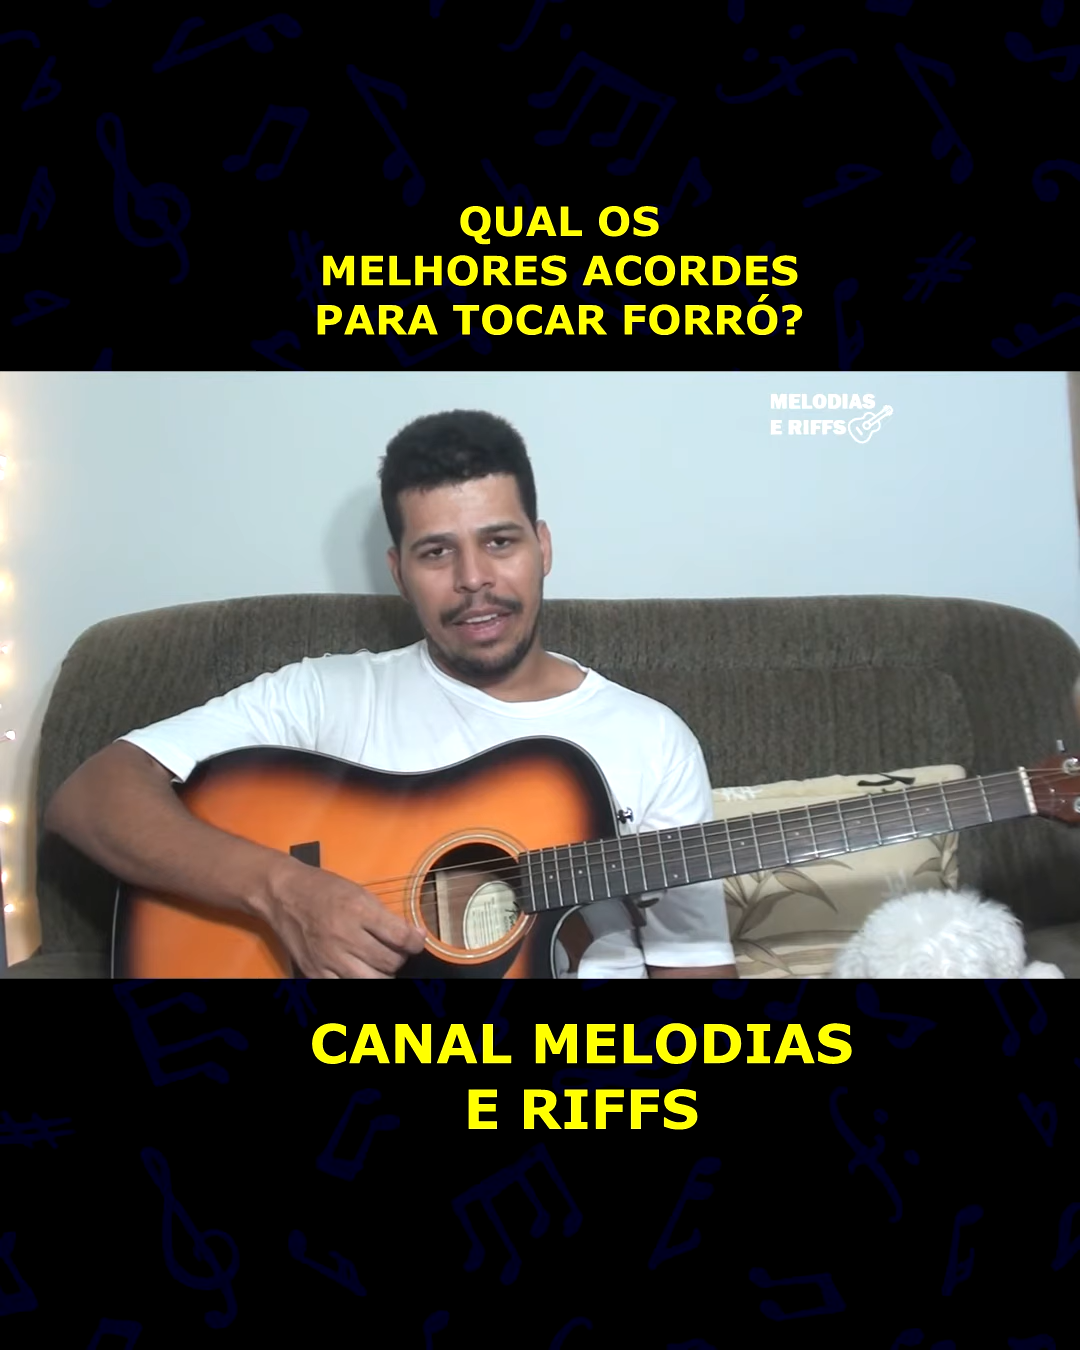 QUAL OS
MELHORES ACORDES
PARA TOCAR FORRÓ?
MELODIAS
E RIFFS
CANAL MELODIAS
E RIFFS